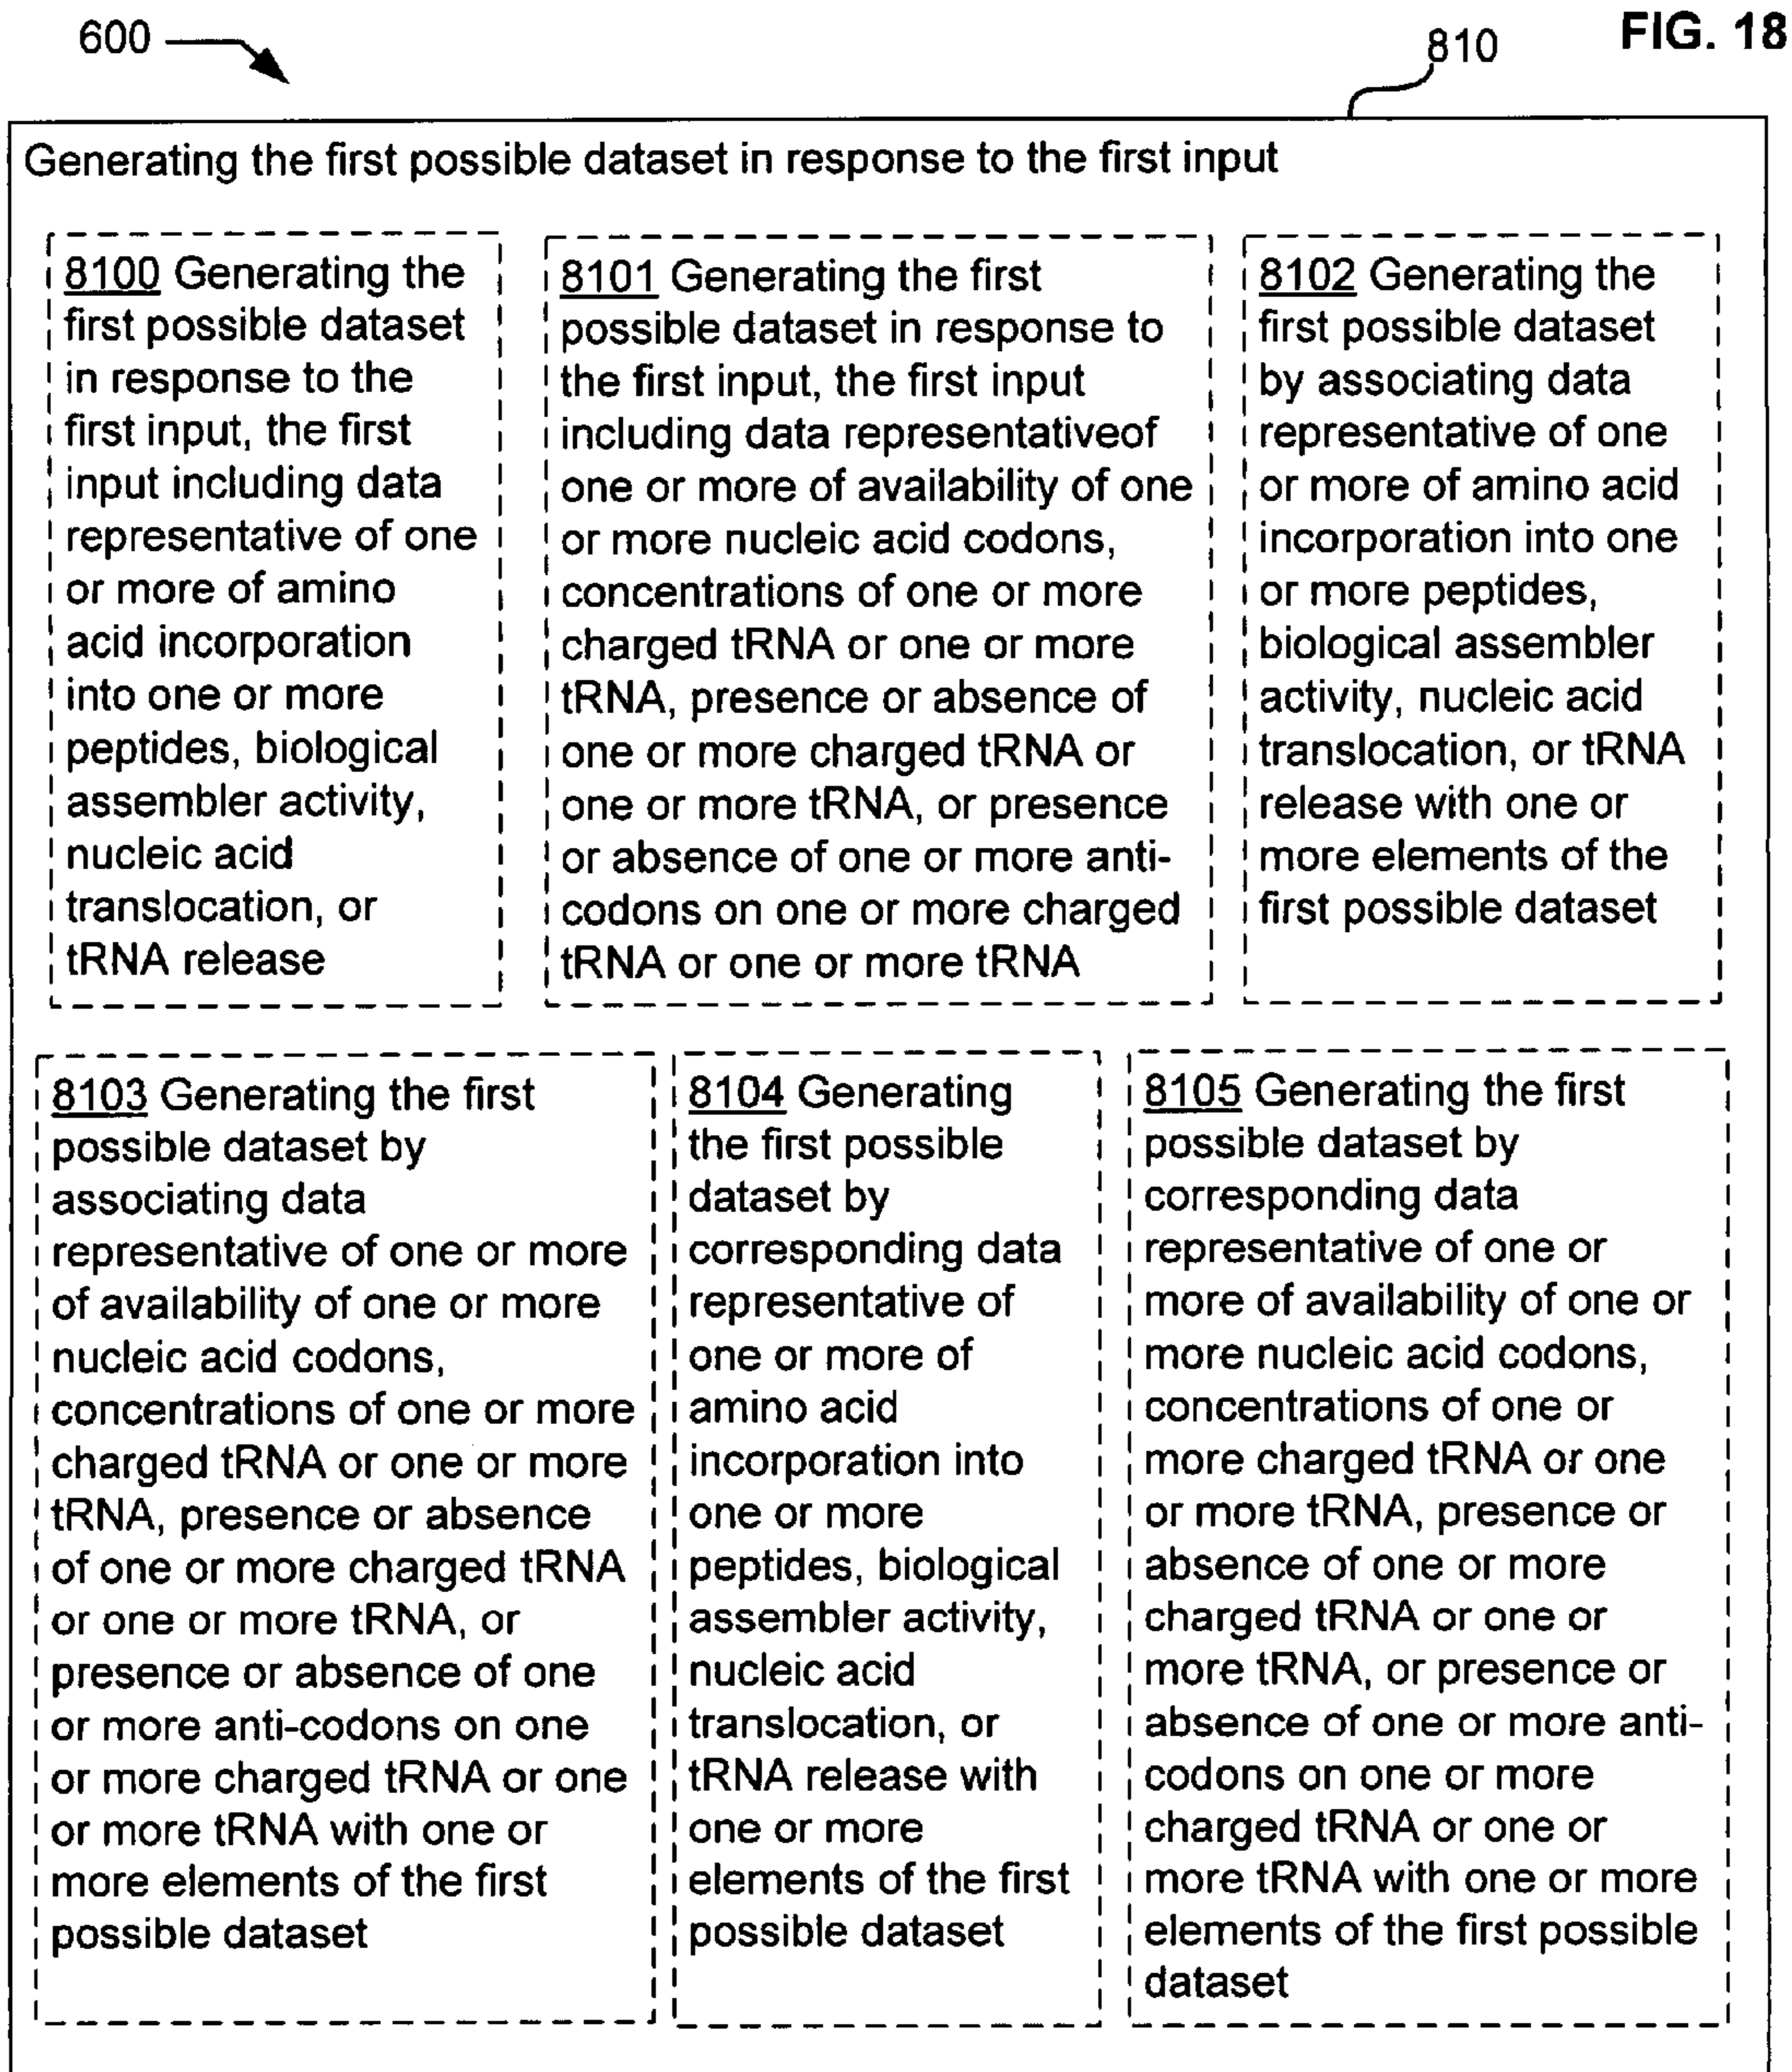 600
810
FIG. 18
Generating the first possible dataset in response to the first input
8100 Generating the
first possible dataset
in response to the
first input, the first
input including data
representative of one
or more of amino
acid incorporation
into one or more
peptides, biological
assembler activity,
nucleic acid
translocation, or
tRNA release
8101 Generating the first
possible dataset in response to
the first input, the first input
including data representativeof
one or more of availability of one
or more nucleic acid codons,
concentrations of one or more
charged tRNA or one or more
tRNA, presence or absence of
one or more charged tRNA or
one or more tRNA, or presence
or absence of one or more anti-
codons on one or more charged
tRNA or one or more tRNA
8102 Generating the
first possible dataset
by associating data
representative of one
or more of amino acid
incorporation into one
or more peptides,
biological assembler
activity, nucleic acid
translocation, or tRNA
release with one or
more elements of the
first possible dataset
8103 Generating the first
possible dataset by
associating data
representative of one or more
of availability of one or more
nucleic acid codons,
concentrations of one or more
charged tRNA or one or more
tRNA, presence or absence
of one or more charged tRNA
or one or more tRNA, or
presence or absence of one
or more anti-codons on one
or more charged tRNA or one
or more tRNA with one or
more elements of the first
possible dataset
8104 Generating
the first possible
dataset by
corresponding data
representative of
one or more of
amino acid
incorporation into
one or more
peptides, biological
assembler activity,
nucleic acid
translocation, or
tRNA release with
one or more
elements of the first
possible dataset
8105 Generating the first
possible dataset by
corresponding data
representative of one or
more of availability of one or
more nucleic acid codons,
concentrations of one or
more charged tRNA or one
or more tRNA, presence or
absence of one or more
charged tRNA or one or
more tRNA, or presence or
absence of one or more anti-
codons on one or more
charged tRNA or one or
more tRNA with one or more
elements of the first possible
dataset